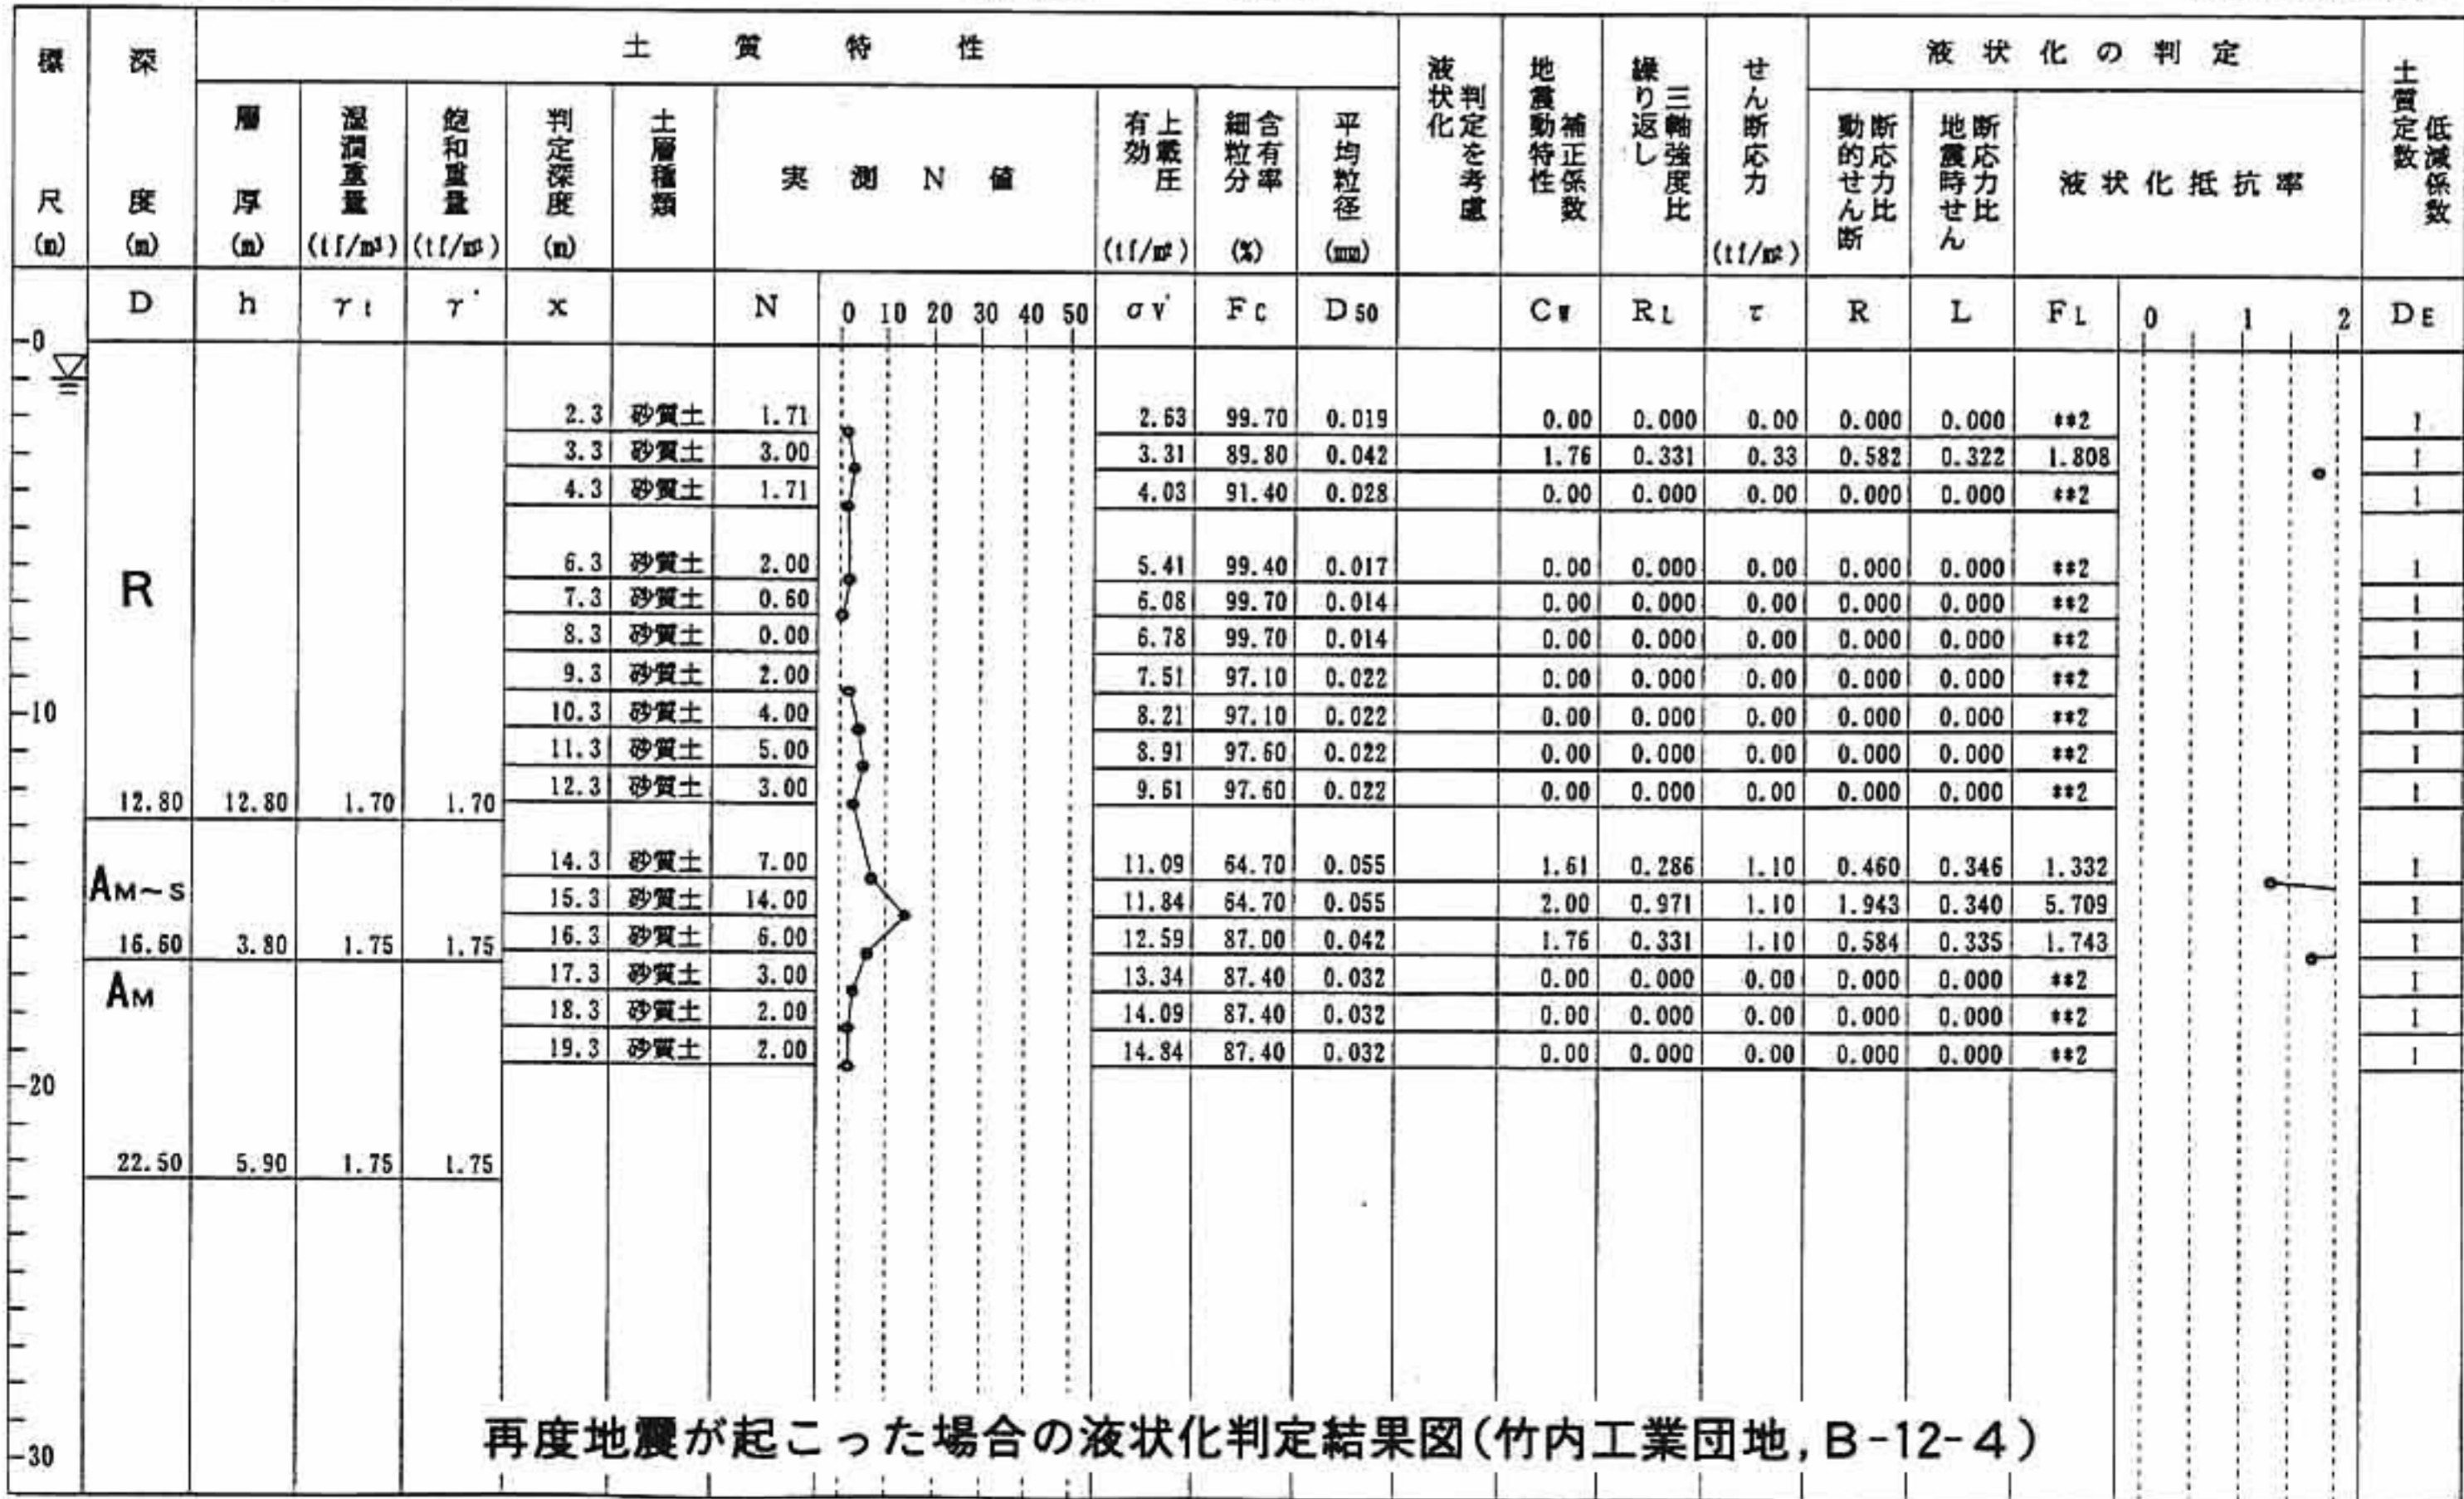 標尺(m)
深度(m)
土質特性
層厚(m)
湿潤重量(tf/m³)
飽和重量(tf/m³)
判定深度(m)
土層種類
実測N値
有効上載圧(tf/m²)
細粒分含有率(%)
平均粒径(mm)
液状化判定を考慮
地震動特性補正係数
繰り返し三軸強度比
せん断応力(tf/m²)
液状化の判定
動的せん断応力比
地震時せん断応力比
液状化抵抗率
土質定数低減係数
D h γt γ' x N 0 10 20 30 40 50 σv' FC D50 CW RL τ R L FL 0 1 2 DE
0
2.3 砂質土 1.71 2.63 99.70 0.019 0.00 0.000 0.00 0.000 0.000 **2 1
3.3 砂質土 3.00 3.31 89.80 0.042 1.76 0.331 0.33 0.582 0.322 1.808 1
4.3 砂質土 1.71 4.03 91.40 0.028 0.00 0.000 0.00 0.000 0.000 **2 1
6.3 砂質土 2.00 5.41 99.40 0.017 0.00 0.000 0.00 0.000 0.000 **2 1
R
7.3 砂質土 0.60 6.08 99.70 0.014 0.00 0.000 0.00 0.000 0.000 **2 1
8.3 砂質土 0.00 6.78 99.70 0.014 0.00 0.000 0.00 0.000 0.000 **2 1
9.3 砂質土 2.00 7.51 97.10 0.022 0.00 0.000 0.00 0.000 0.000 **2 1
10
10.3 砂質土 4.00 8.21 97.10 0.022 0.00 0.000 0.00 0.000 0.000 **2 1
11.3 砂質土 5.00 8.91 97.60 0.022 0.00 0.000 0.00 0.000 0.000 **2 1
12.3 砂質土 3.00 9.61 97.60 0.022 0.00 0.000 0.00 0.000 0.000 **2 1
12.80 12.80 1.70 1.70
14.3 砂質土 7.00 11.09 64.70 0.055 1.61 0.286 1.10 0.460 0.346 1.332 1
AM~S
15.3 砂質土 14.00 11.84 64.70 0.055 2.00 0.971 1.10 1.943 0.340 5.709 1
16.60 3.80 1.75 1.75 16.3 砂質土 6.00 12.59 87.00 0.042 1.76 0.331 1.10 0.584 0.335 1.743 1
AM
17.3 砂質土 3.00 13.34 87.40 0.032 0.00 0.000 0.00 0.000 0.000 **2 1
18.3 砂質土 2.00 14.09 87.40 0.032 0.00 0.000 0.00 0.000 0.000 **2 1
19.3 砂質土 2.00 14.84 87.40 0.032 0.00 0.000 0.00 0.000 0.000 **2 1
20
22.50 5.90 1.75 1.75
再度地震が起こった場合の液状化判定結果図(竹内工業団地,B-12-4)
30